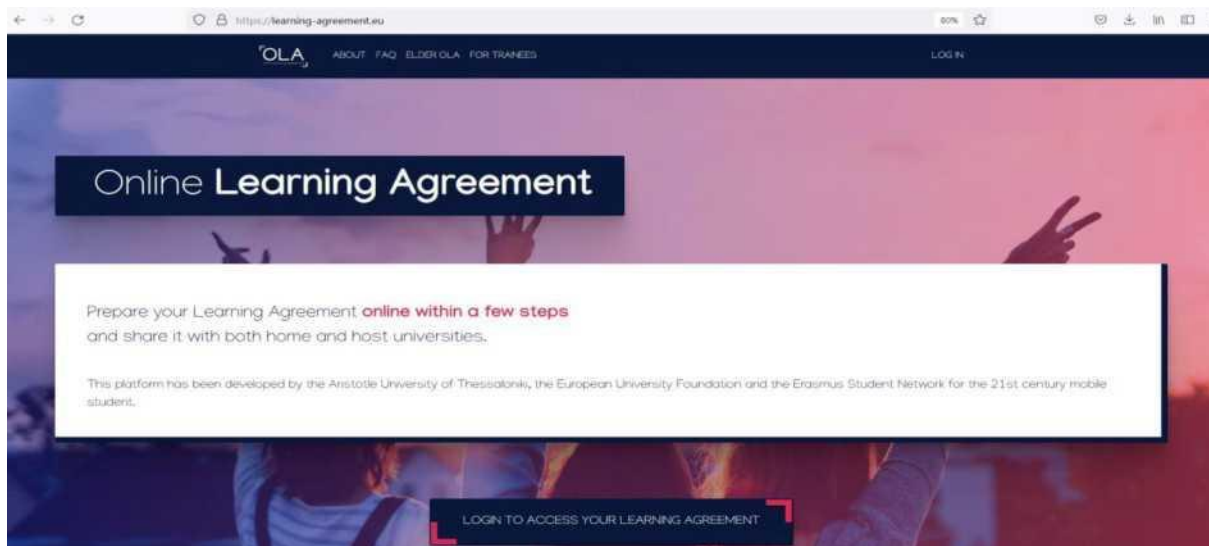 https://learning-agreement.eu
80%
OLA ABOUT FAQ ELDER OLA FOR TRAINEES LOG IN
Online Learning Agreement
Prepare your Learning Agreement online within a few steps
and share it with both home and host universities.
This platform has been developed by the Aristotle University of Thessaloniki, the European University Foundation and the Erasmus Student Network for the 21st century mobile
student.
LOGIN TO ACCESS YOUR LEARNING AGREEMENT